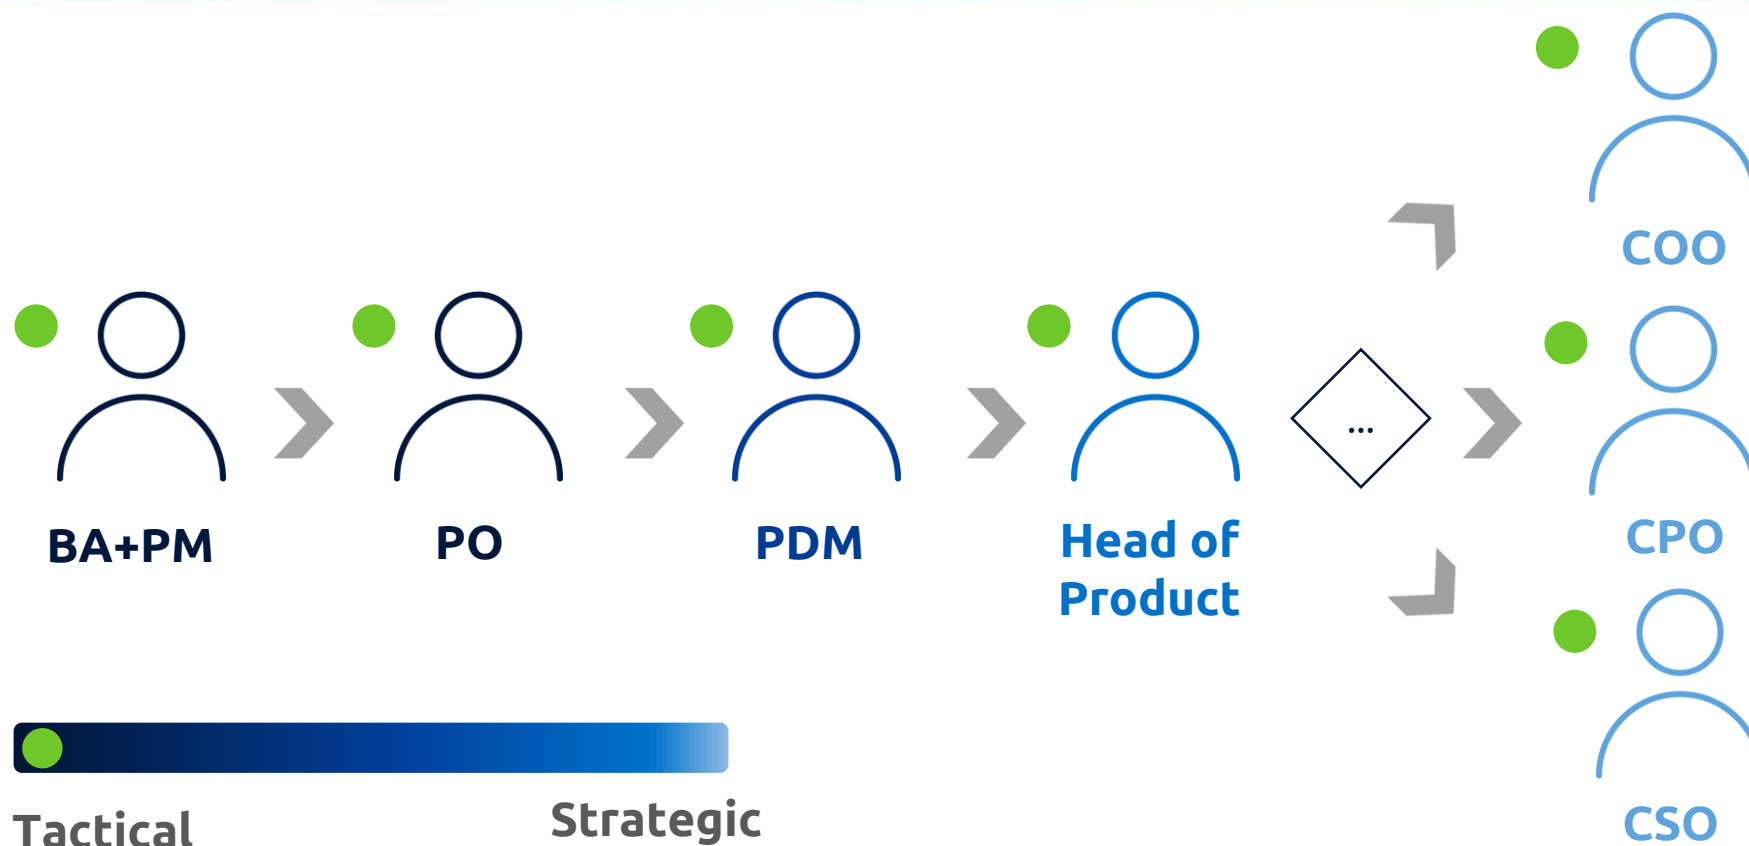 COO
BA+PM
PO
PDM
Head of
Product
...
CPO
CSO
Tactical
Strategic